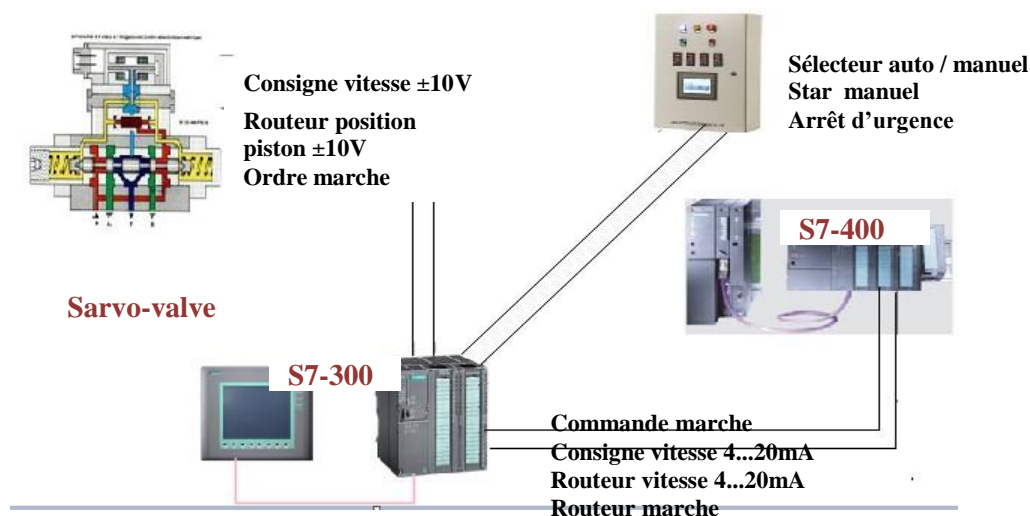 Consigne vitesse ±10V
Routeur position
piston ±10V
Ordre marche
Sélecteur auto / manuel
Star manuel
Arrêt d'urgence
S7-400
Sarvo-valve
S7-300
Commande marche
Consigne vitesse 4...20mA
Routeur vitesse 4...20mA
Routeur marche